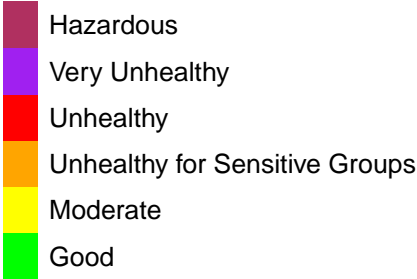 Hazardous
Very Unhealthy
Unhealthy
Unhealthy for Sensitive Groups
Moderate
Good